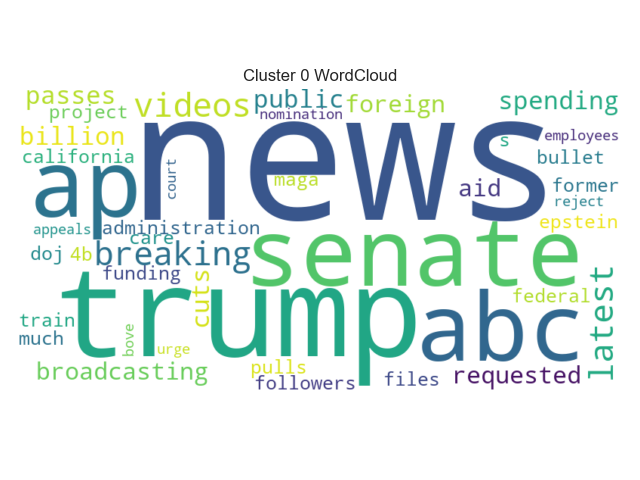 Cluster 0 WordCloud
passes
videos
public
foreign
spending
project
nomination
billion
news
s
employees
california
court
maga
bullet
ap
aid
former
reject
appeals
administration
care
senate
epstein
doj
4b
breaking
funding
cuts
trump
abc
federal
latest
train
much
bove
urge
broadcasting
pulls
followers
files
requested